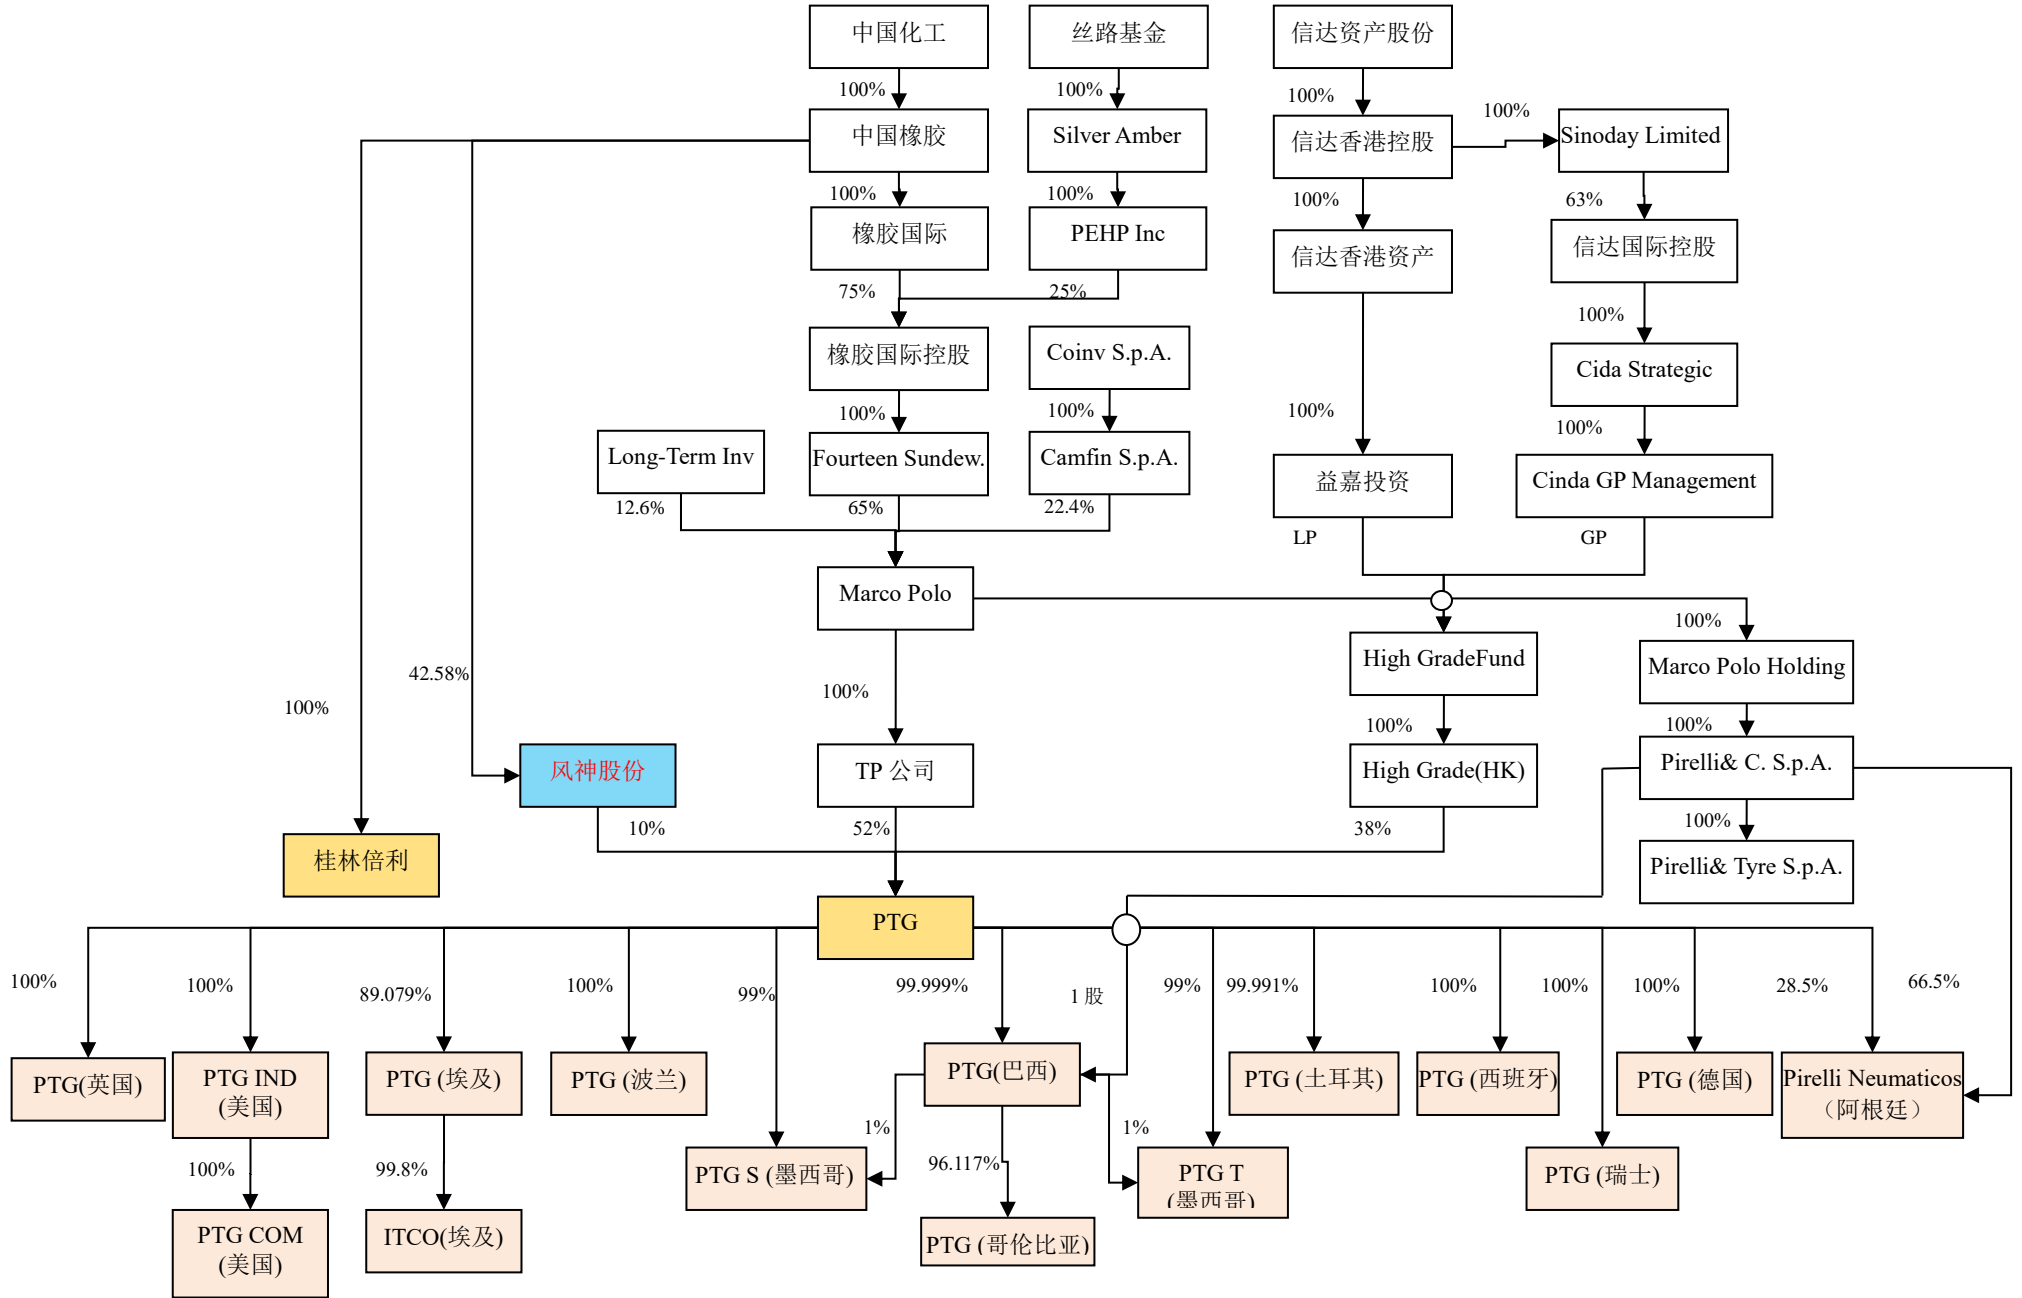 中国化工
丝路基金
信达资产股份
100%
100%
100%
100%
中国橡胶
Silver Amber
信达香港控股
Sinoday Limited
100%
100%
100%
63%
橡胶国际
PEHP Inc
信达香港资产
信达国际控股
75%
25%
100%
橡胶国际控股
Coinv S.p.A.
Cida Strategic
100%
100%
100%
100%
Long-Term Inv
Fourteen Sundew.
Camfin S.p.A.
益嘉投资
Cinda GP Management
12.6%
65%
22.4%
LP
GP
Marco Polo
100%
High GradeFund
Marco Polo Holding
42.58%
100%
100%
100%
100%
风神股份
TP 公司
High Grade(HK)
Pirelli& C. S.p.A.
10%
52%
38%
100%
桂林倍利
Pirelli& Tyre S.p.A.
PTG
100%
100%
89.079%
100%
99%
99.999%
1 股
99%
99.991%
100%
100%
100%
28.5%
66.5%
PTG(英国)
PTG IND
(美国)
PTG (埃及)
PTG (波兰)
PTG(巴西)
PTG (土耳其)
PTG (西班牙)
PTG (德国)
Pirelli Neumaticos
（阿根廷）
1%
1%
100%
99.8%
96.117%
PTG S (墨西哥)
PTG T
(墨西哥)
PTG (瑞士)
PTG COM
(美国)
ITCO(埃及)
PTG (哥伦比亚)